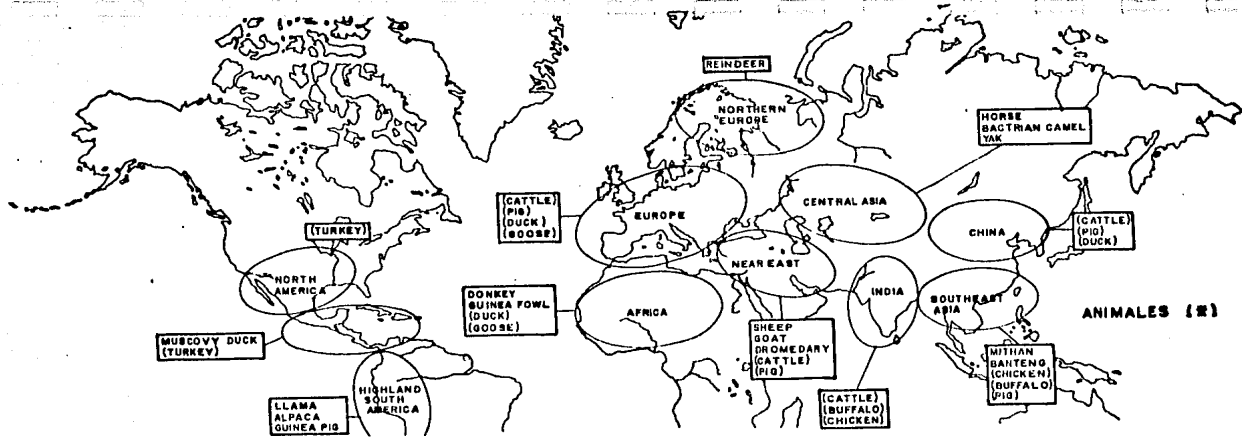 REINDEER
NORTHERN
EUROPE
HORSE
BACTRIAN CAMEL
YAK
(CATTLE)
(PIG)
(DUCK)
(GOOSE)
EUROPE
CENTRAL ASIA
(CATTLE)
(PIG)
(DUCK)
CHINA
(TURKEY)
NORTH
AMERICA
NEAR EAST
INDIA
SOUTHEAST
ASIA
ANIMALES (*)
DONKEY
GUINEA FOWL
(DUCK)
(GOOSE)
AFRICA
SHEEP
GOAT
DROMEDARY
(CATTLE)
(PIG)
MUSCOVY DUCK
(TURKEY)
MITHAN
BANTENG
(CHICKEN)
(BUFFALO)
(PIG)
HIGHLAND
SOUTH
AMERICA
LLAMA
ALPACA
GUINEA PIG
(CATTLE)
(BUFFALO)
(CHICKEN)